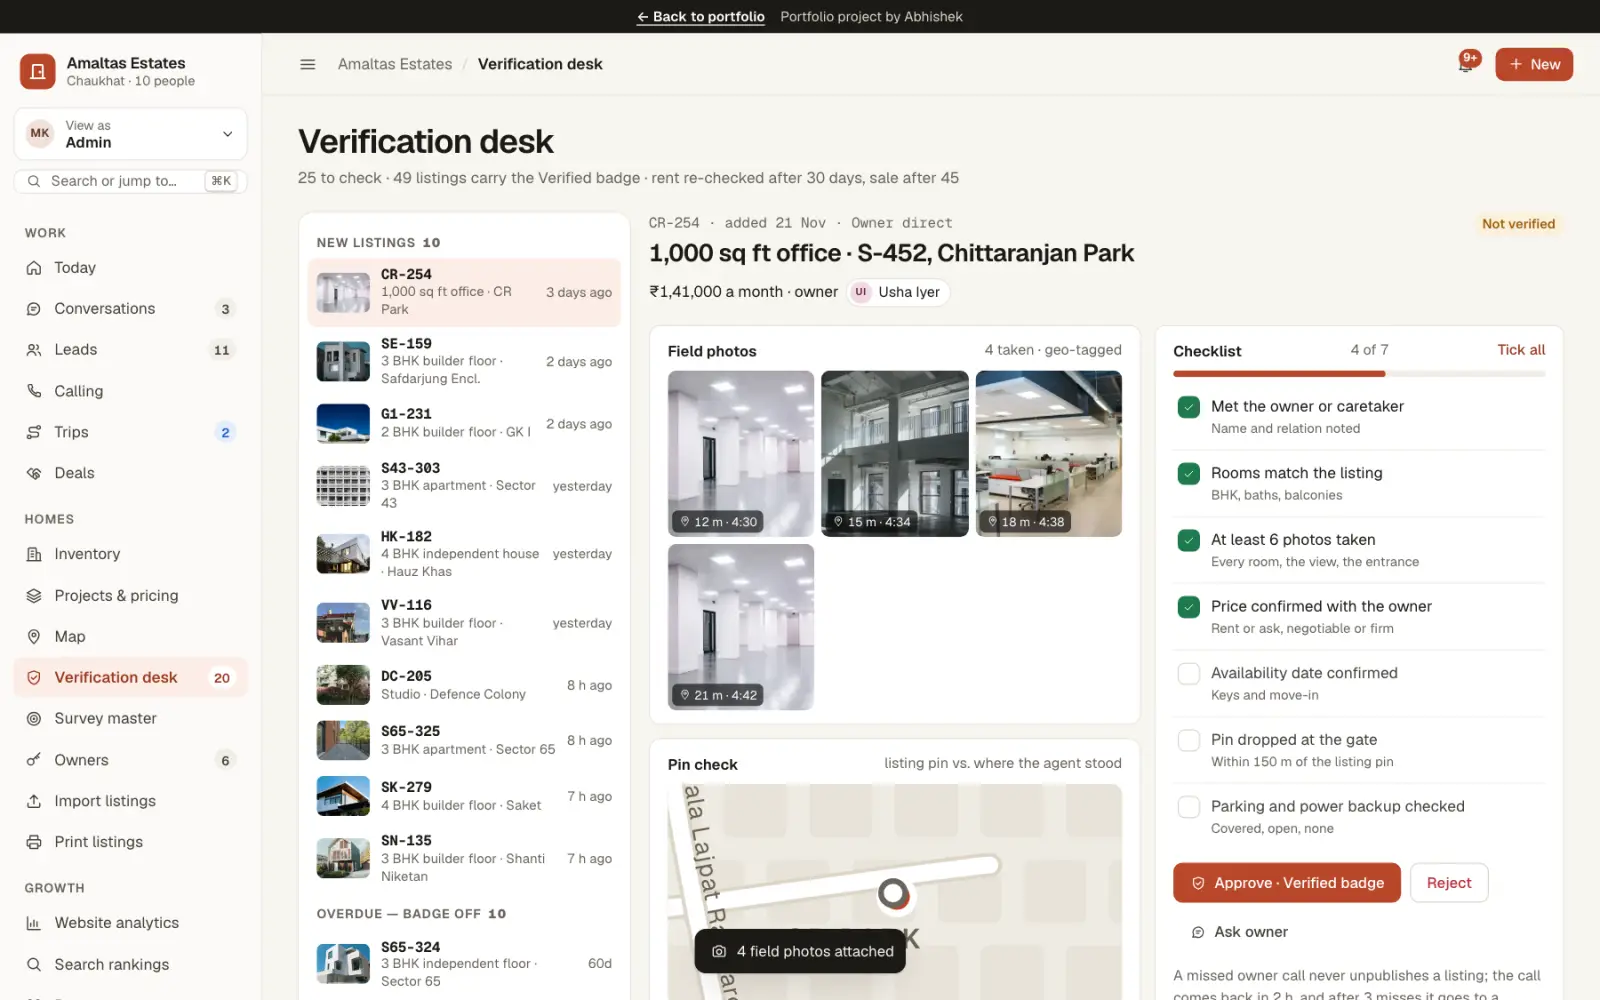 ← Back to portfolio Portfolio project by Abhishek
Amaltas Estates
Chaukhat · 10 people
MK
View as
Admin
Search or jump to...
⌘K
WORK
Today
Conversations 3
Leads 11
Calling
Trips 2
Deals
HOMES
Inventory
Projects & pricing
Map
Verification desk 20
Survey master
Owners 6
Import listings
Print listings
GROWTH
Website analytics
Search rankings
Amaltas Estates / Verification desk
9+
+ New
Verification desk
25 to check · 49 listings carry the Verified badge · rent re-checked after 30 days, sale after 45
NEW LISTINGS 10
CR-254
1,000 sq ft office · CR
Park
3 days ago
SE-159
3 BHK builder floor ·
Safdarjung Encl.
2 days ago
G1-231
2 BHK builder floor · GK I
2 days ago
S43-303
3 BHK apartment · Sector
43
yesterday
HK-182
4 BHK independent house
· Hauz Khas
yesterday
VV-116
3 BHK builder floor ·
Vasant Vihar
yesterday
DC-205
Studio · Defence Colony
8 h ago
S65-325
3 BHK apartment · Sector 65
8 h ago
SK-279
4 BHK builder floor · Saket
7 h ago
SN-135
3 BHK builder floor · Shanti
Niketan
7 h ago
OVERDUE — BADGE OFF 10
S65-324
3 BHK independent floor ·
Sector 65
60d
CR-254 · added 21 Nov · Owner direct
Not verified
1,000 sq ft office · S-452, Chittaranjan Park
₹1,41,000 a month · owner UI Usha Iyer
Field photos
4 taken · geo-tagged
12 m · 4:30
15 m · 4:34
18 m · 4:38
21 m · 4:42
Pin check
listing pin vs. where the agent stood
ala Lajpat
K
4 field photos attached
Checklist
4 of 7
Tick all
Met the owner or caretaker
Name and relation noted
Rooms match the listing
BHK, baths, balconies
At least 6 photos taken
Every room, the view, the entrance
Price confirmed with the owner
Rent or ask, negotiable or firm
Availability date confirmed
Keys and move-in
Pin dropped at the gate
Within 150 m of the listing pin
Parking and power backup checked
Covered, open, none
Approve · Verified badge
Reject
Ask owner
A missed owner call never unpublishes a listing; the call
comes back in 2 h, and after 3 misses it goes to a